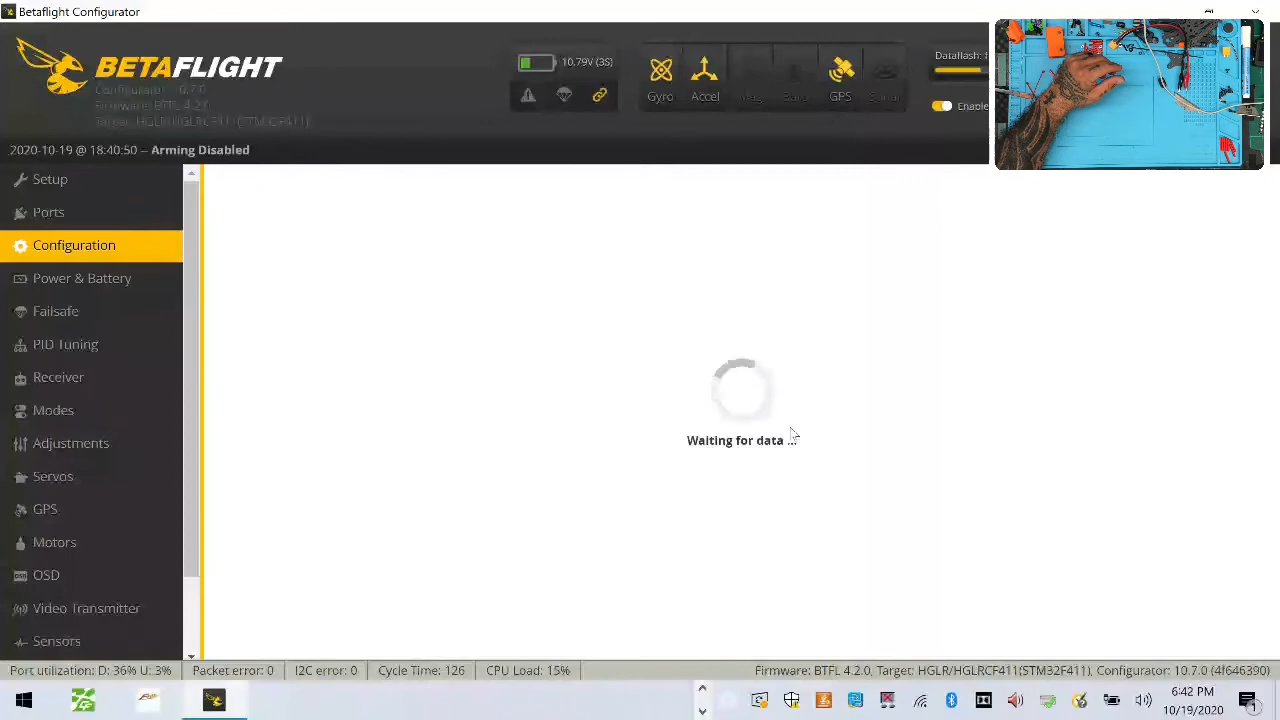 Betaflight Configurator
BETAFLIGHT
Configurator: 10.7.0
Firmware: BTFL 4.2.0
Target: HGLR/HGLRCF411(STM32F411)
10.79V (3S)
Gyro
Accel
GPS
Dataflash:
Enable
2020-10-19 @ 18:40:50 -- Arming Disabled
Setup
Ports
Configuration
Power & Battery
Failsafe
PID Tuning
Receiver
Modes
Adjustments
Servos
GPS
Motors
OSD
Video Transmitter
Sensors
Waiting for data ...
Port utilization: D: 36% U: 3%
Packet error: 0
I2C error: 0
Cycle Time: 126
CPU Load: 15%
Firmware: BTFL 4.2.0, Target: HGLR/HGLRCF411(STM32F411), Configurator: 10.7.0 (4f646390)
6:42 PM
10/19/2020